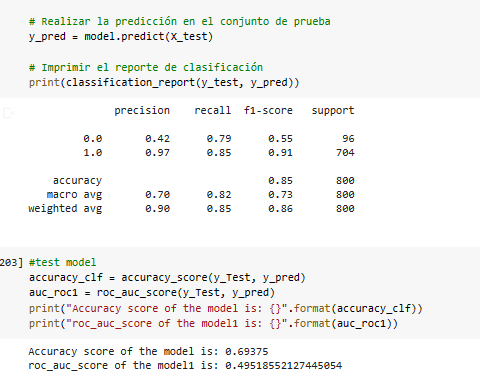 # Realizar la predicción en el conjunto de prueba
y_pred = model.predict(X_test)
# Imprimir el reporte de clasificación
print(classification_report(y_test, y_pred))
precision recall f1-score support
0.0 0.42 0.79 0.55 96
1.0 0.97 0.85 0.91 704
accuracy 0.85 800
macro avg 0.70 0.82 0.73 800
weighted avg 0.90 0.85 0.86 800
203] #test model
accuracy_clf = accuracy_score(y_Test, y_pred)
auc_roc1 = roc_auc_score(y_Test, y_pred)
print("Accuracy score of the model is: {}".format(accuracy_clf))
print("roc_auc_score of the model1 is: {}".format(auc_roc1))
Accuracy score of the model is: 0.69375
roc_auc_score of the model1 is: 0.49518552127445054